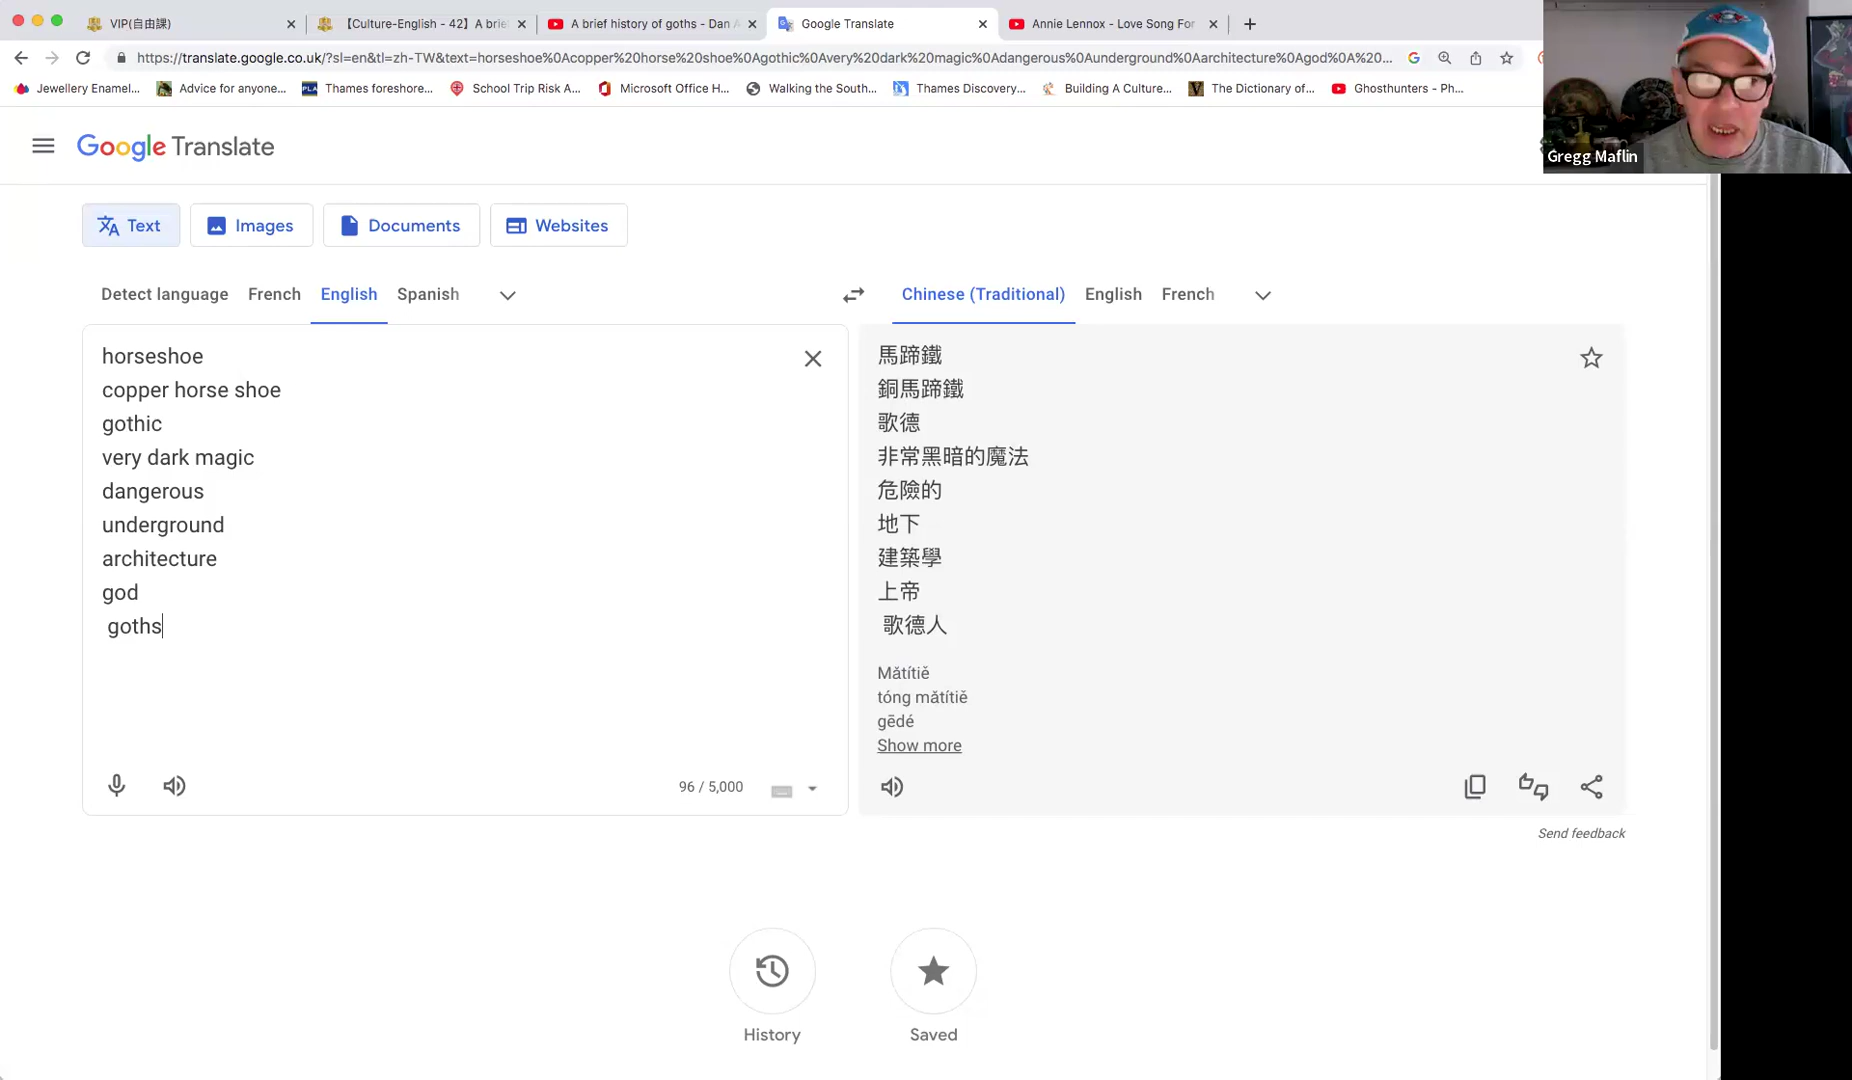 VIP(自由課)
【Culture-English - 42】A brie
A brief history of goths - Dan A
Google Translate
Annie Lennox - Love Song For
https://translate.google.co.uk/?sl=en&tl=zh-TW&text=horseshoe%0Acopper%20horse%20shoe%0Agothic%0Avery%20dark%20magic%0Adangerous%0Aunderground%0Aarchitecture%0Agod%0A%20...
Jewellery Enamel...
Advice for anyone...
PLA
Thames foreshore...
School Trip Risk A...
Microsoft Office H...
Walking the South...
Thames Discovery...
Building A Culture...
The Dictionary of...
Ghosthunters - Ph...
Gregg Maflin
Google Translate
Text
Images
Documents
Websites
Detect language
French
English
Spanish
Chinese (Traditional)
English
French
horseshoe
copper horse shoe
gothic
very dark magic
dangerous
underground
architecture
god
goths
96 / 5,000
馬蹄鐵
銅馬蹄鐵
歌德
非常黑暗的魔法
危險的
地下
建築學
上帝
歌德人
Mǎtítiě
tóng mǎtítiě
gēdé
Show more
Send feedback
History
Saved